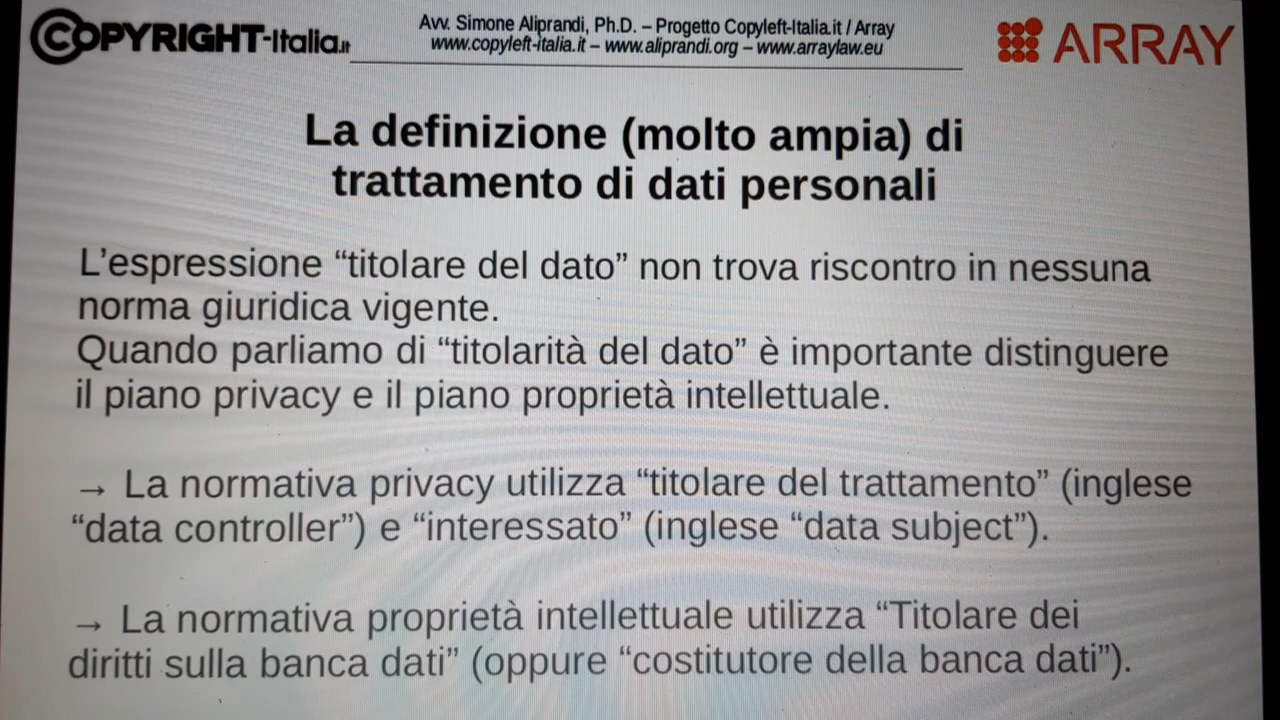 COPYRIGHT-Italia.it
Avv. Simone Aliprandi, Ph.D. – Progetto Copyleft-Italia.it / Array
www.copyleft-italia.it – www.aliprandi.org – www.arraylaw.eu
ARRAY
La definizione (molto ampia) di
trattamento di dati personali
L’espressione “titolare del dato” non trova riscontro in nessuna
norma giuridica vigente.
Quando parliamo di “titolarità del dato” è importante distinguere
il piano privacy e il piano proprietà intellettuale.
→ La normativa privacy utilizza “titolare del trattamento” (inglese
“data controller”) e “interessato” (inglese “data subject”).
→ La normativa proprietà intellettuale utilizza “Titolare dei
diritti sulla banca dati” (oppure “costitutore della banca dati”).